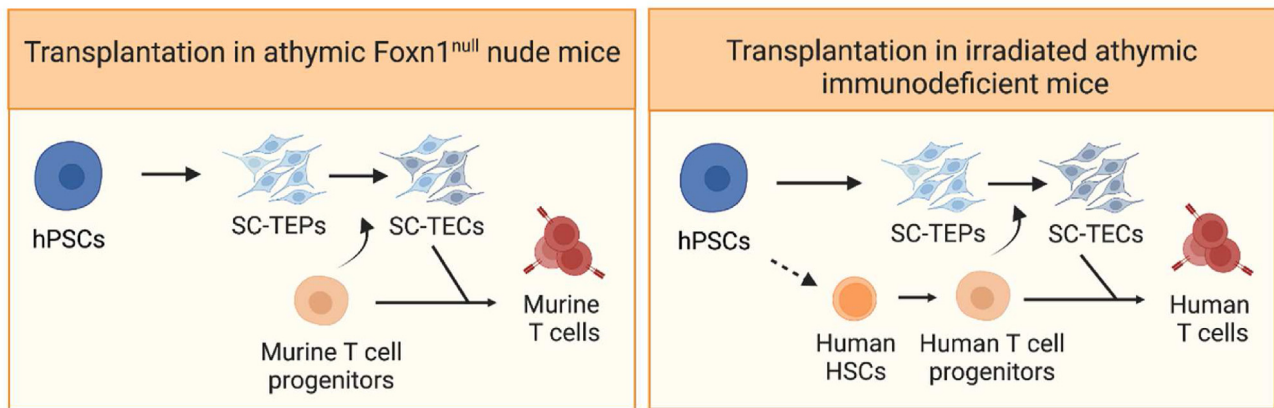 Transplantation in athymic Foxn1null nude mice
hPSCs
SC-TEPs
SC-TECs
Murine T cell
progenitors
Murine
T cells
Transplantation in irradiated athymic
immunodeficient mice
hPSCs
SC-TEPs
SC-TECs
Human
HSCs
Human T cell
progenitors
Human
T cells